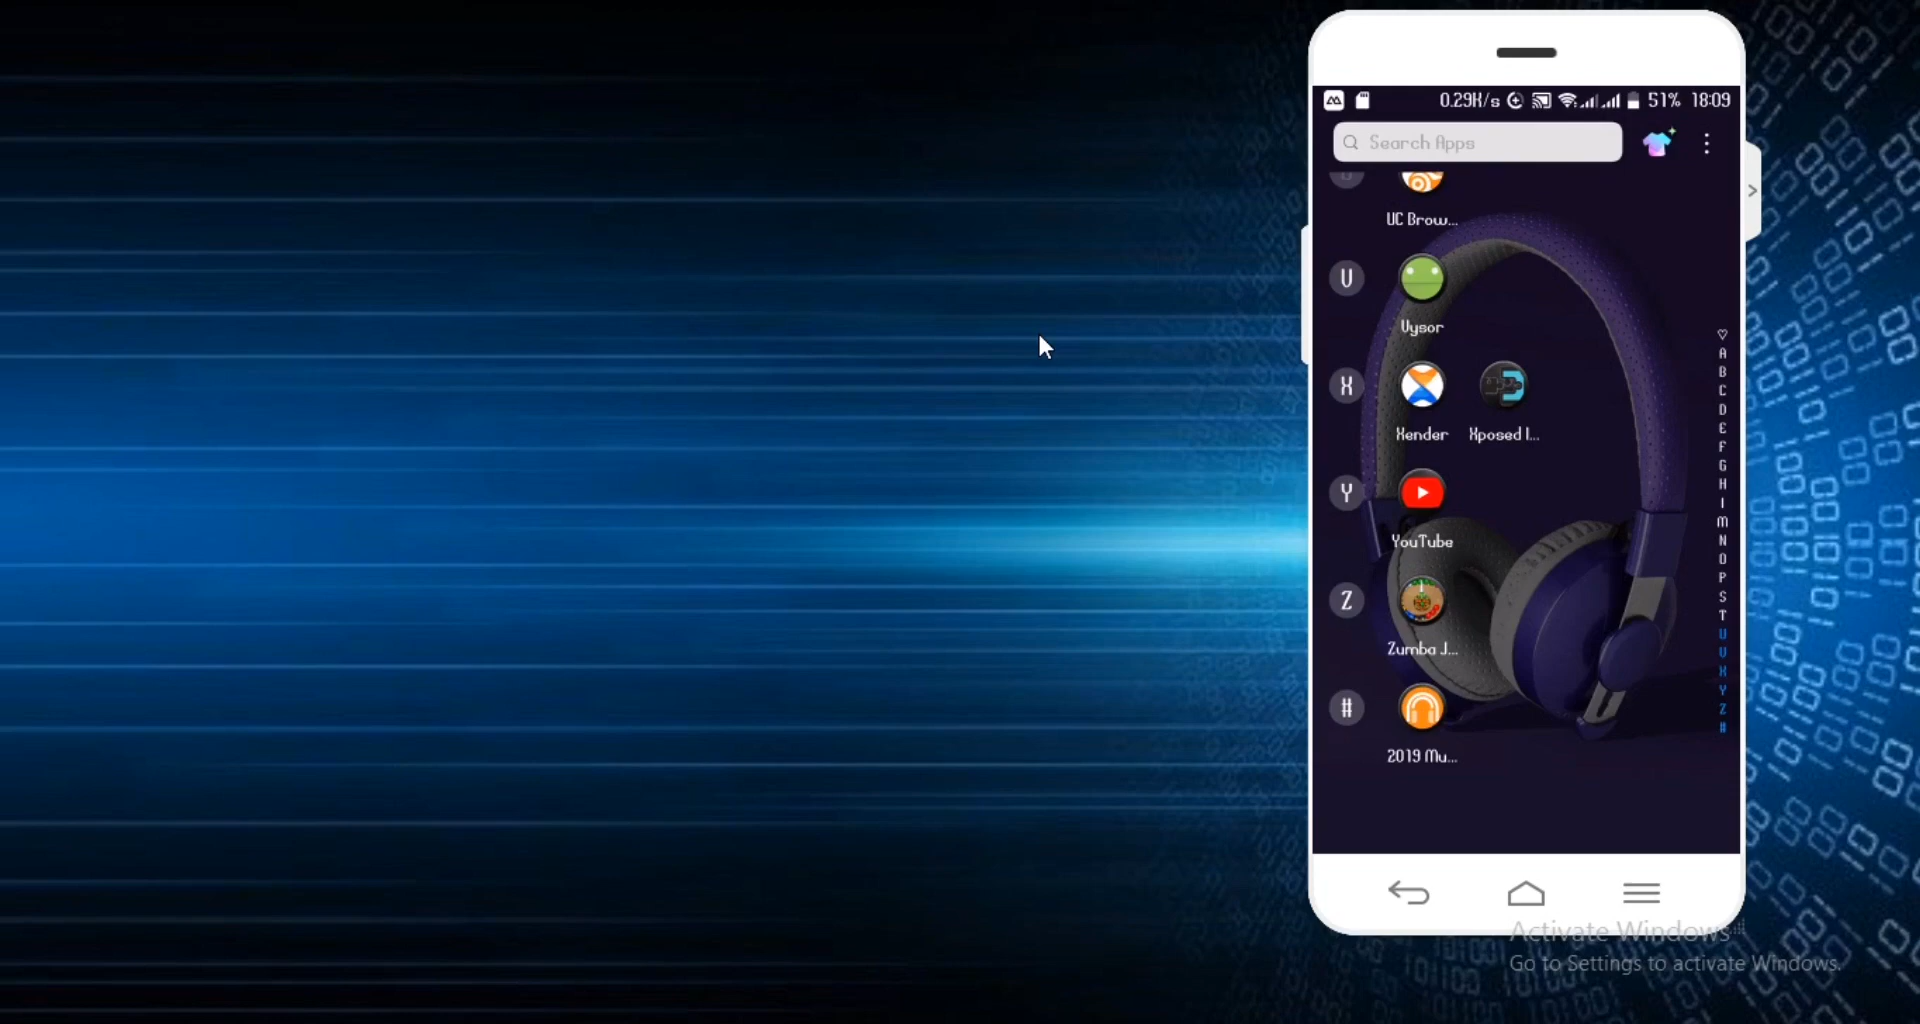 0.29K/s 51% 18:09
Search Apps
UC Brow...
V
Vysor
X
Xender Xposed I...
Y
YouTube
Z
Zumba J...
#
2019 Mu...
A
B
C
D
E
F
G
H
I
M
N
O
P
S
T
U
V
X
Y
Z
#
Activate Windows
Go to Settings to activate Windows.